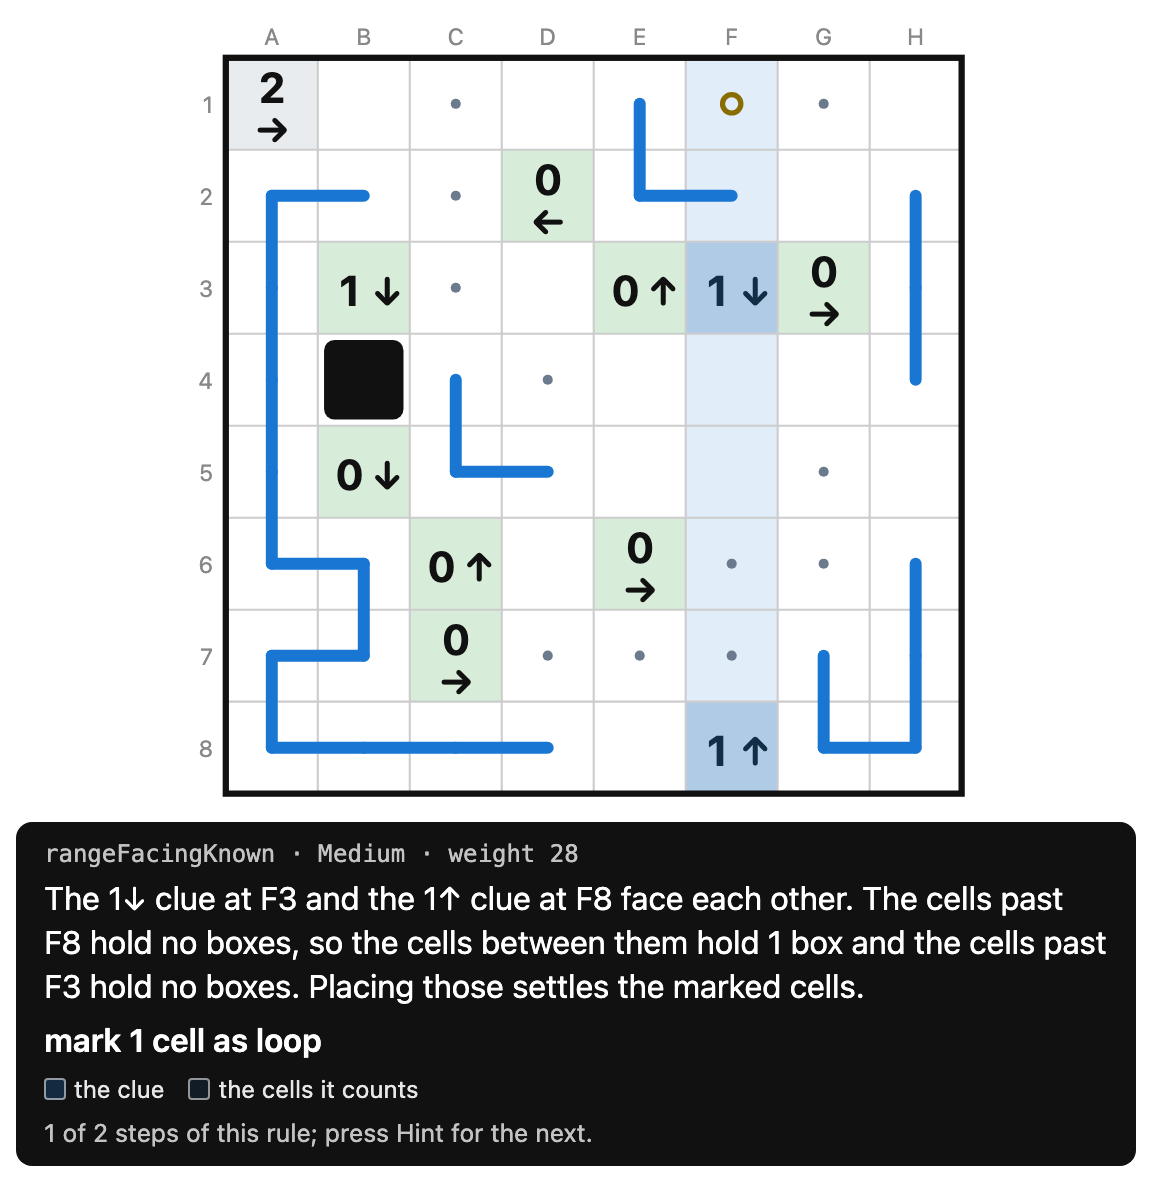 A B C D E F G H
1 2 →
2 0 ←
3 1 ↓ 0 ↑ 1 ↓ 0 →
4
5 0 ↓
6 0 ↑ 0 →
7 0 →
8 1 ↑
rangeFacingKnown · Medium · weight 28
The 1↓ clue at F3 and the 1↑ clue at F8 face each other. The cells past
F8 hold no boxes, so the cells between them hold 1 box and the cells past
F3 hold no boxes. Placing those settles the marked cells.
mark 1 cell as loop
the clue the cells it counts
1 of 2 steps of this rule; press Hint for the next.